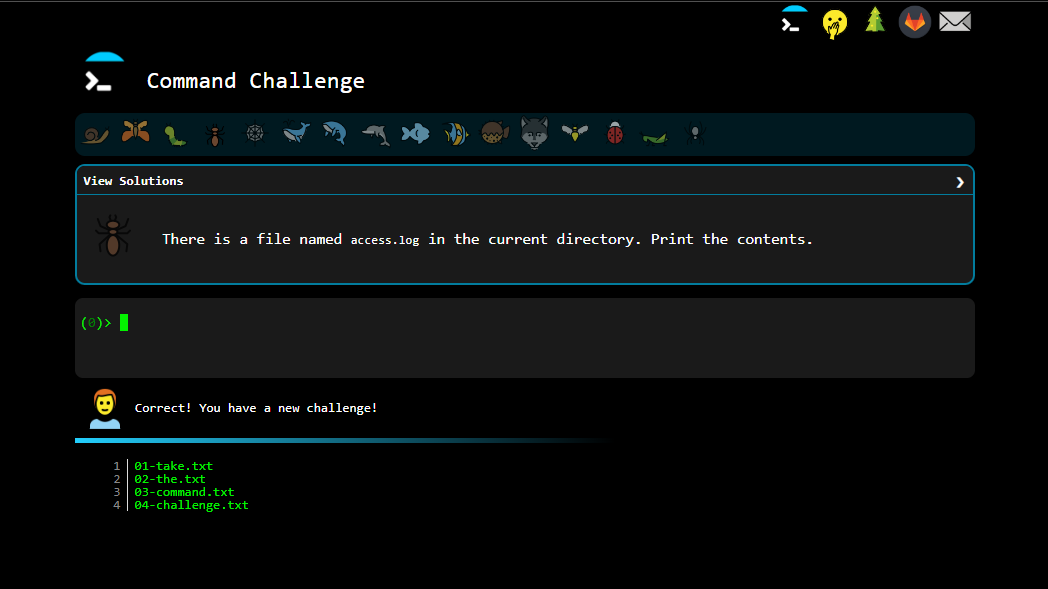 Command Challenge
View Solutions
There is a file named access.log in the current directory. Print the contents.
(0)>
Correct! You have a new challenge!
1 01-take.txt
2 02-the.txt
3 03-command.txt
4 04-challenge.txt